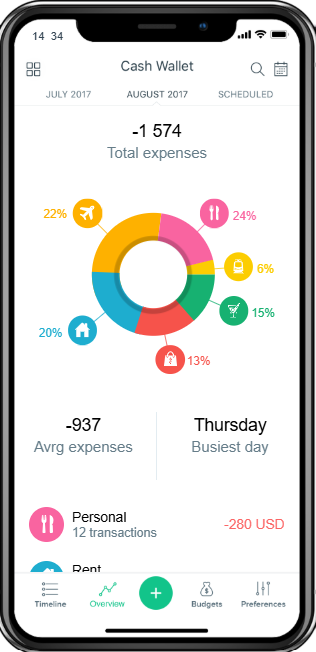 14 34
Cash Wallet
JULY 2017 AUGUST 2017 SCHEDULED
-1 574
Total expenses
22% 24%
6%
15%
20%
13%
-937 Thursday
Avrg expenses Busiest day
Personal -280 USD
12 transactions
Rent
Timeline Overview Budgets Preferences